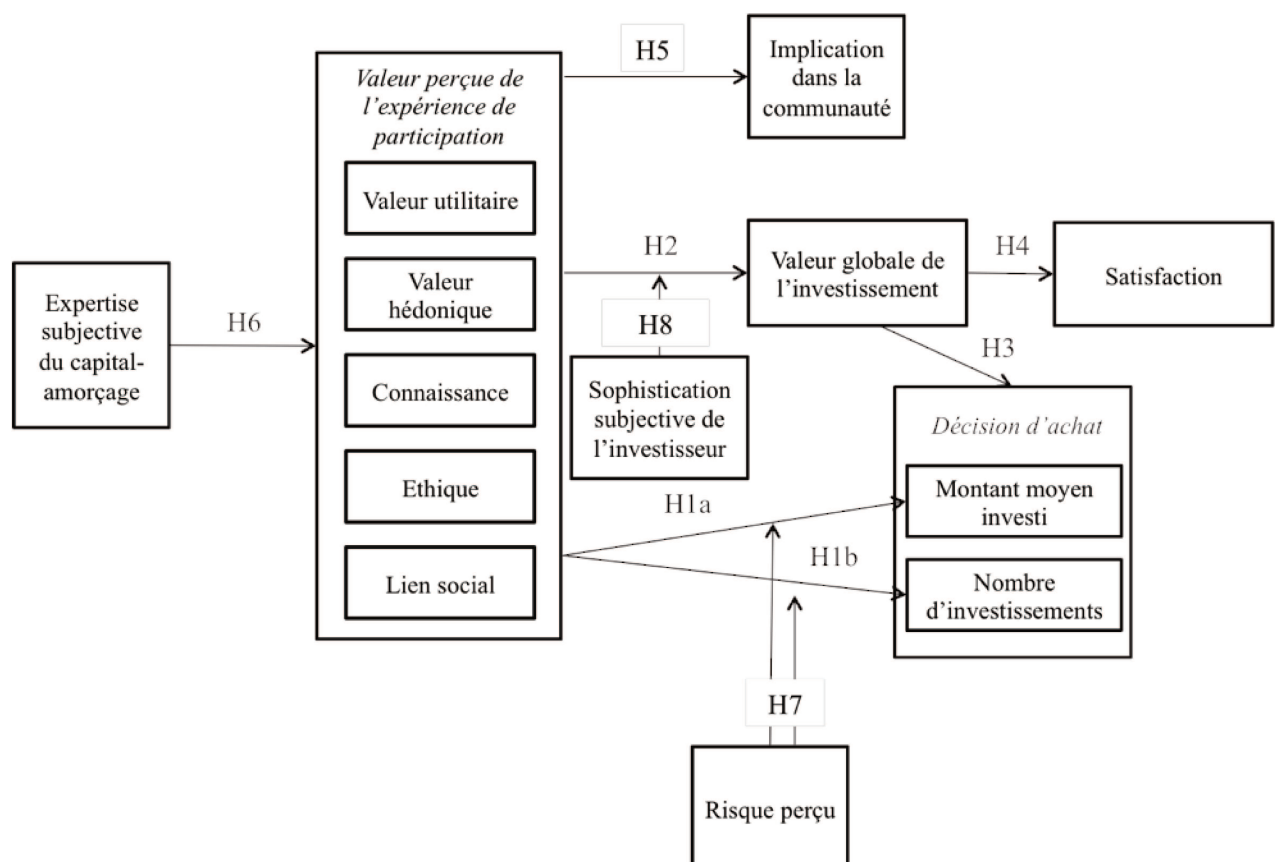 H5
Implication
dans la
communauté
Valeur perçue de
l’expérience de
participation
Valeur utilitaire
Valeur
hédonique
Connaissance
Ethique
Lien social
Expertise
subjective
du capital-
amorçage
H6
H2
Valeur globale de
l’investissement
H4
Satisfaction
H8
Sophistication
subjective de
l’investisseur
H3
Décision d’achat
Montant moyen
investi
Nombre
d’investissements
H1a
H1b
H7
Risque perçu